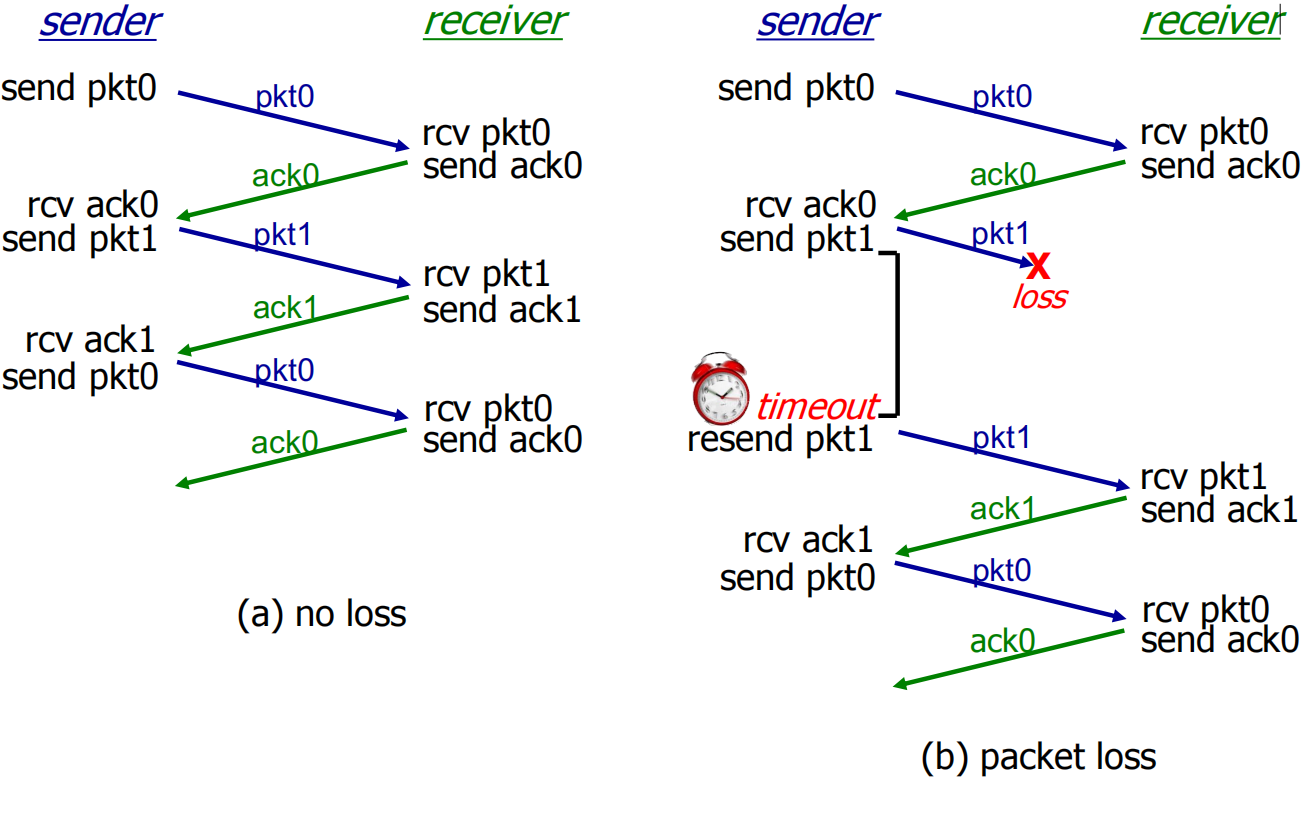 sender
receiver
send pkt0
pkt0
rcv pkt0
send ack0
ack0
rcv ack0
send pkt1
pkt1
rcv pkt1
send ack1
ack1
rcv ack1
send pkt0
pkt0
rcv pkt0
send ack0
ack0
(a) no loss
sender
receiver
send pkt0
pkt0
rcv pkt0
send ack0
ack0
rcv ack0
send pkt1
pkt1
X
loss
timeout
resend pkt1
pkt1
rcv pkt1
send ack1
ack1
rcv ack1
send pkt0
pkt0
rcv pkt0
send ack0
ack0
(b) packet loss